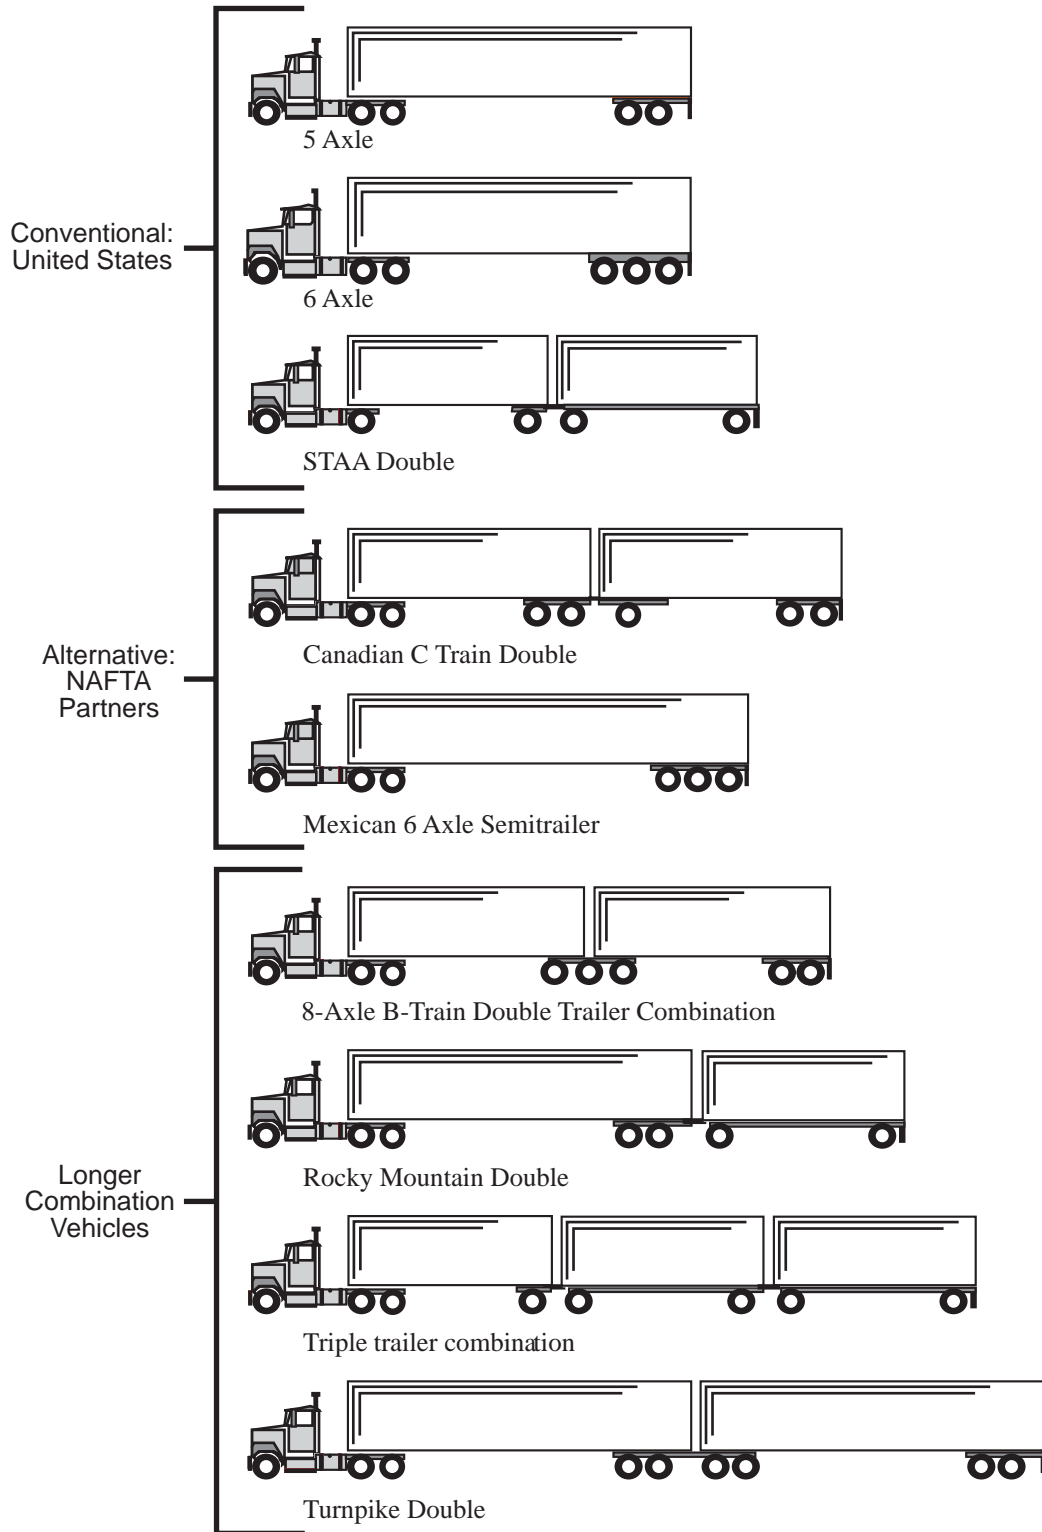 5 Axle
Conventional:
United States
6 Axle
STAA Double
Canadian C Train Double
Alternative:
NAFTA
Partners
Mexican 6 Axle Semitrailer
8-Axle B-Train Double Trailer Combination
Rocky Mountain Double
Longer
Combination
Vehicles
Triple trailer combination
Turnpike Double